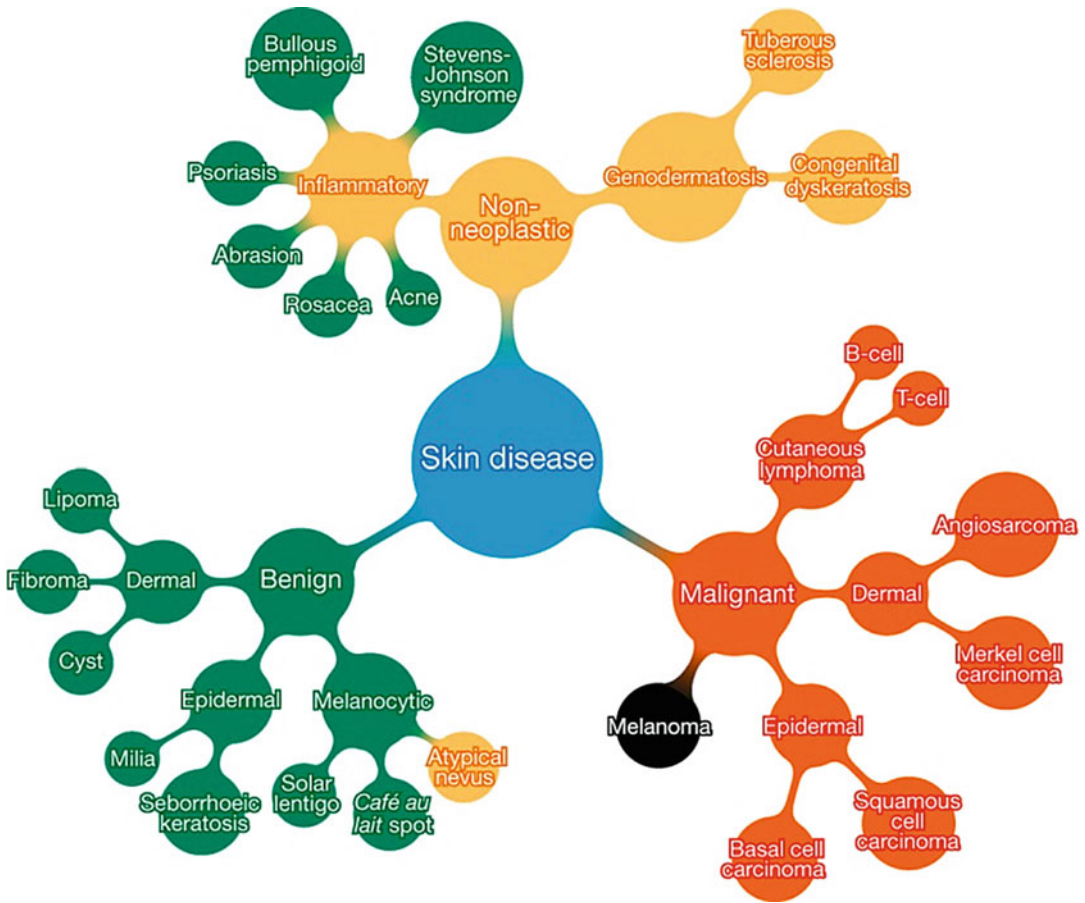 Bullous
pemphigoid
Stevens-
Johnson
syndrome
Tuberous
sclerosis
Psoriasis
Inflammatory
Non-
neoplastic
Genodermatosis
Congenital
dyskeratosis
Abrasion
Rosacea
Acne
Skin disease
B-cell
T-cell
Cutaneous
lymphoma
Angiosarcoma
Malignant
Dermal
Merkel cell
carcinoma
Melanoma
Epidermal
Squamous
cell
carcinoma
Basal cell
carcinoma
Lipoma
Fibroma
Dermal
Benign
Cyst
Epidermal
Melanocytic
Milia
Seborrhoeic
keratosis
Solar
lentigo
Café au
lait spot
Atypical
nevus